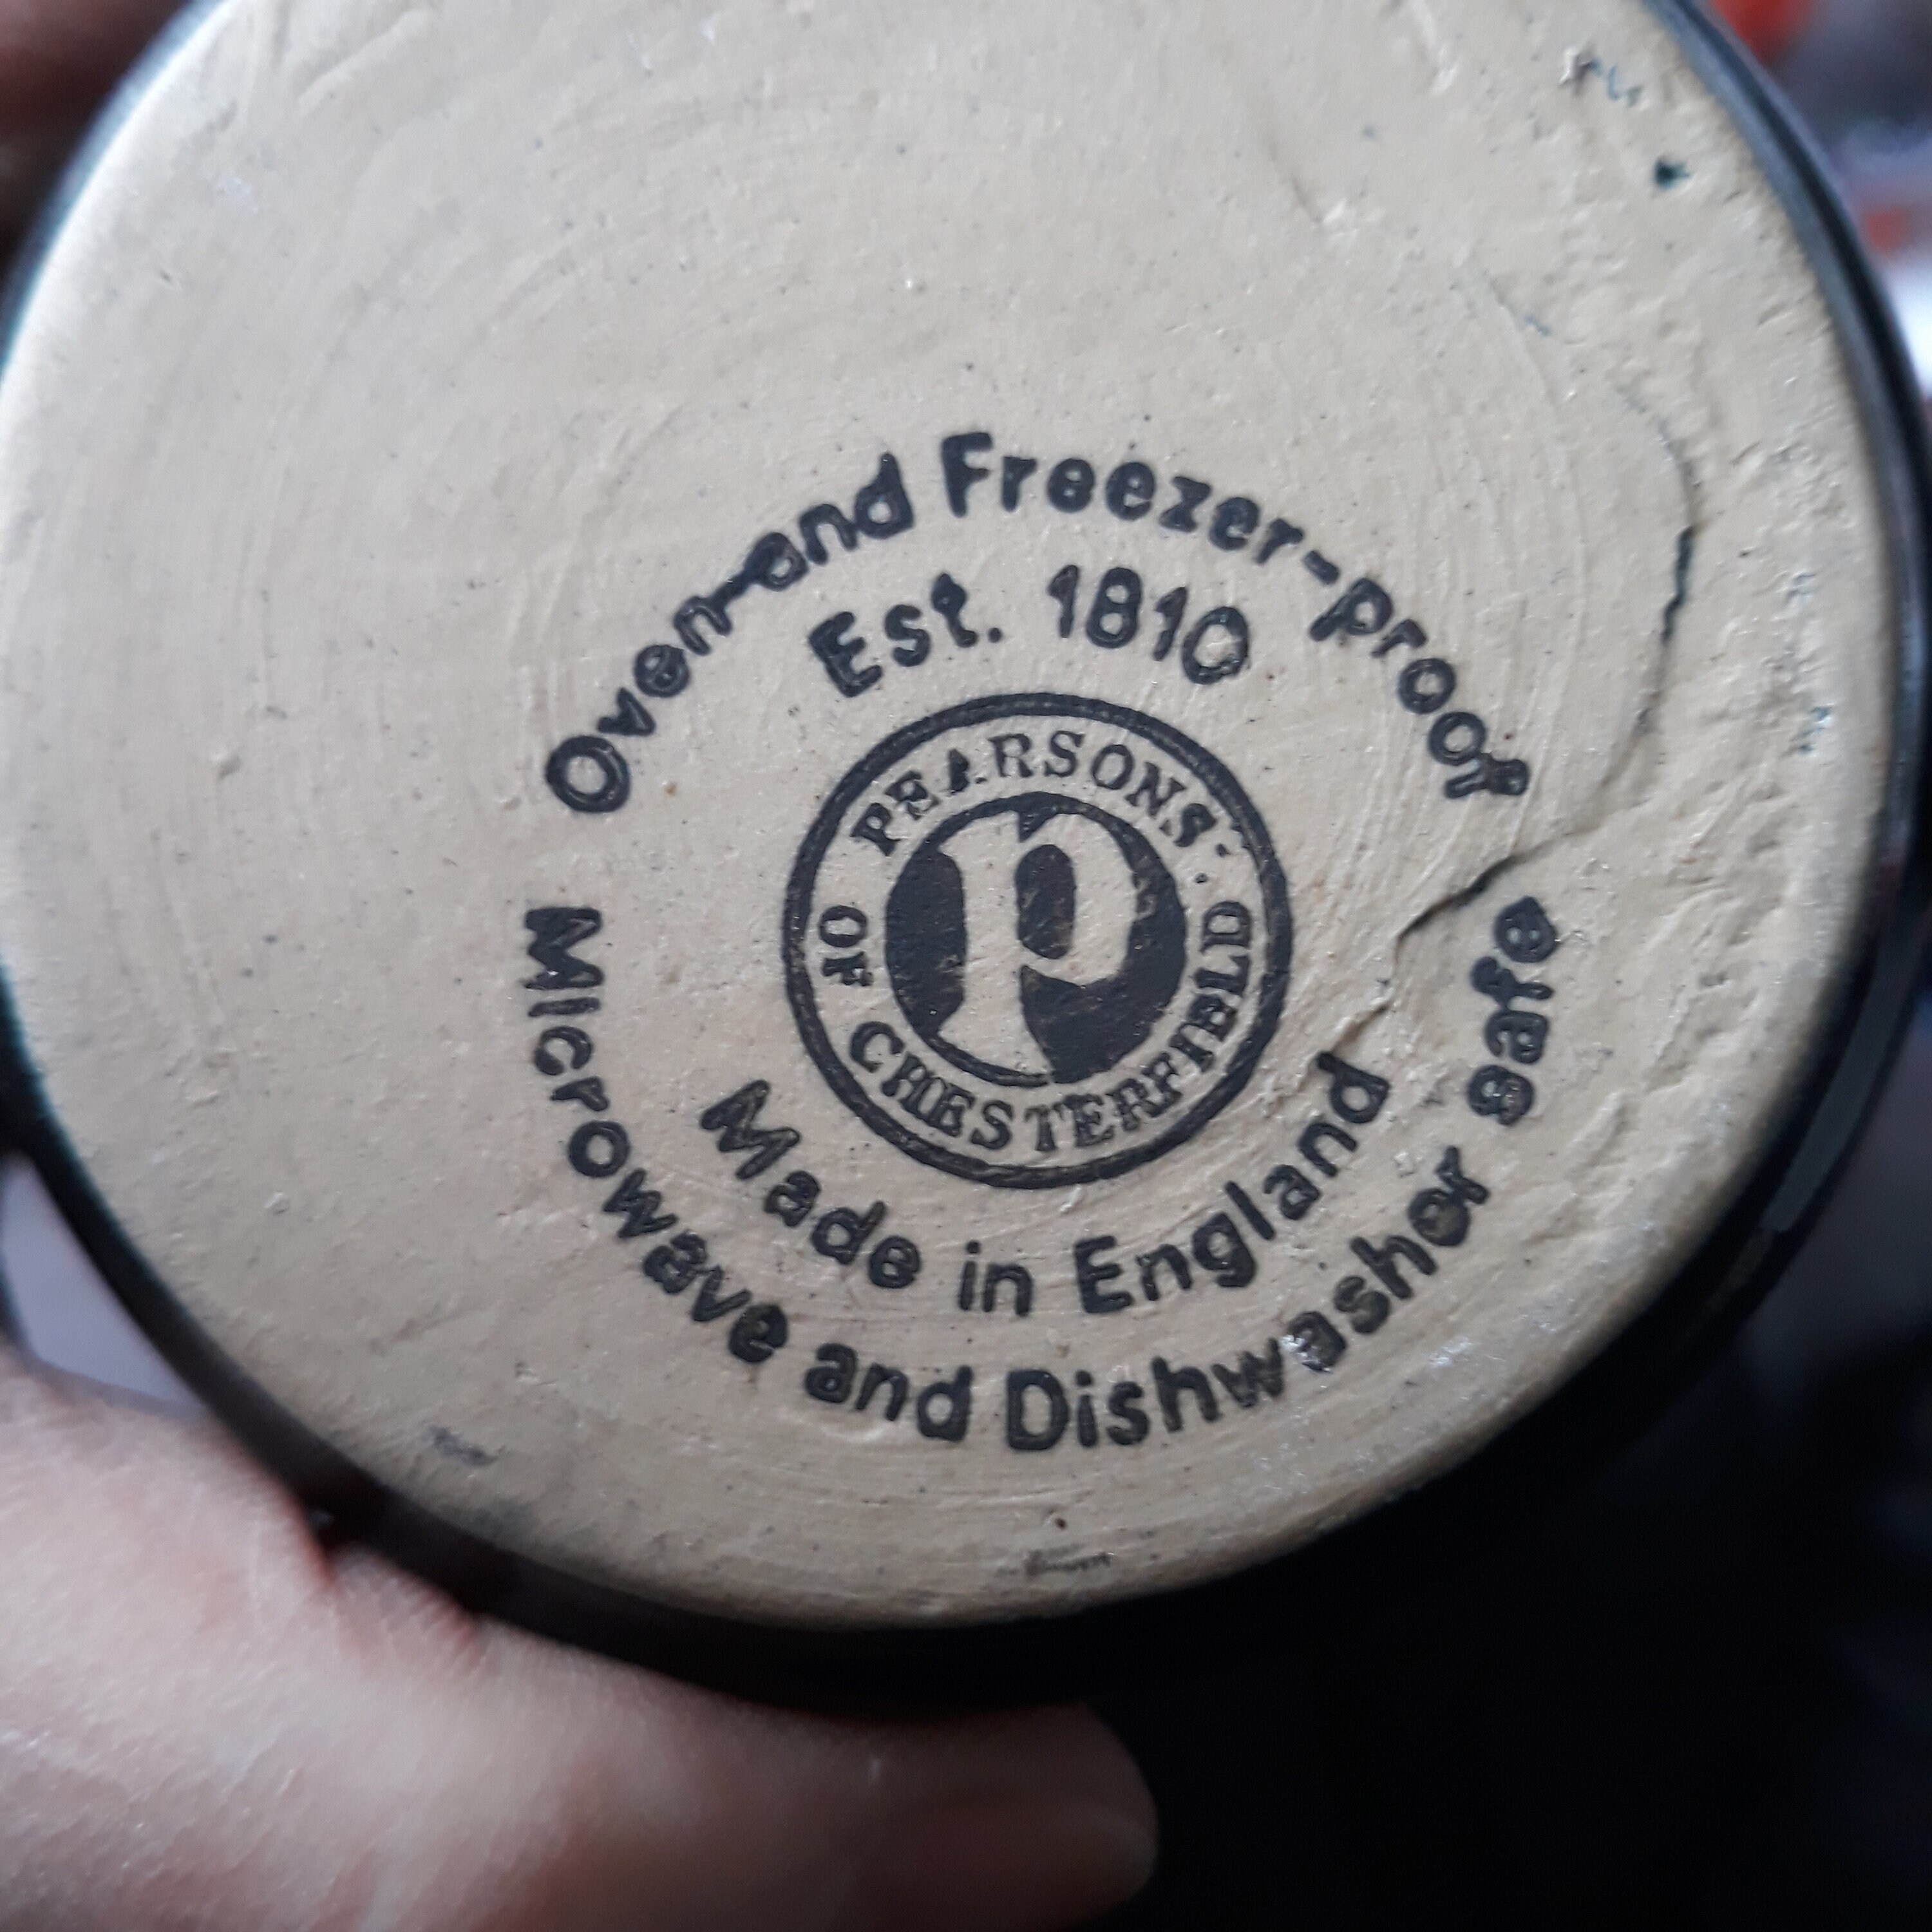 Oven-and Freezer-proof
Est. 1810
PEARSONS
OF CHESTERFIELD
P
Made in England
Microwave and Dishwasher safe